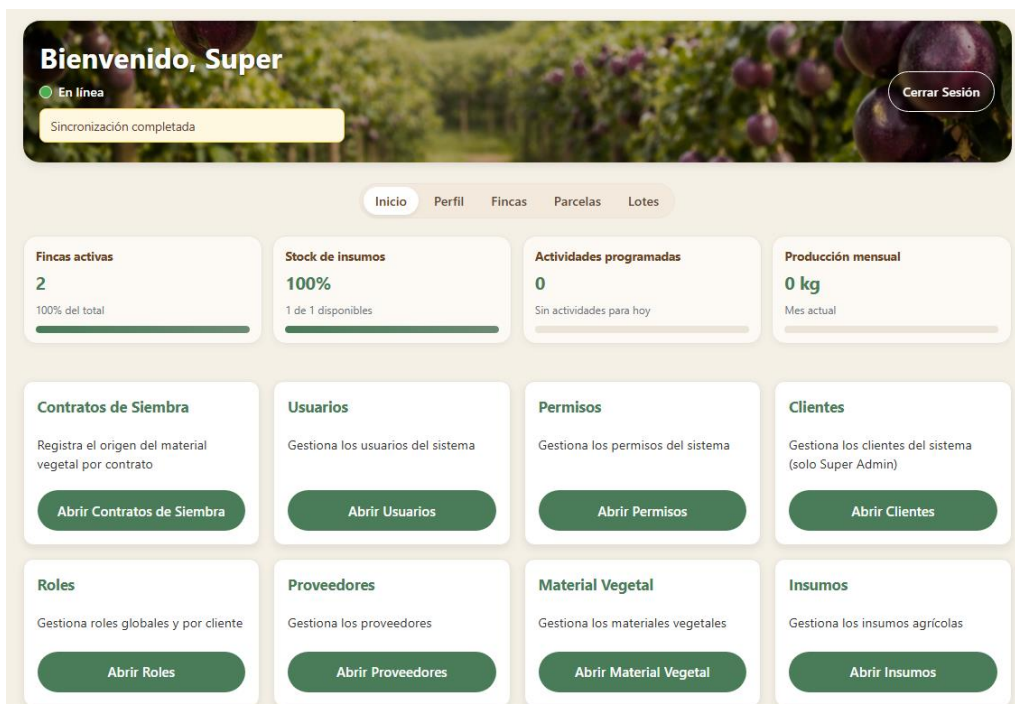 Bienvenido, Super
En línea
Cerrar Sesión
Sincronización completada
Inicio Perfil Fincas Parcelas Lotes
Fincas activas
2
100% del total
Stock de insumos
100%
1 de 1 disponibles
Actividades programadas
0
Sin actividades para hoy
Producción mensual
0 kg
Mes actual
Contratos de Siembra
Registra el origen del material
vegetal por contrato
Abrir Contratos de Siembra
Usuarios
Gestiona los usuarios del sistema
Abrir Usuarios
Permisos
Gestiona los permisos del sistema
Abrir Permisos
Clientes
Gestiona los clientes del sistema
(solo Super Admin)
Abrir Clientes
Roles
Gestiona roles globales y por cliente
Abrir Roles
Proveedores
Gestiona los proveedores
Abrir Proveedores
Material Vegetal
Gestiona los materiales vegetales
Abrir Material Vegetal
Insumos
Gestiona los insumos agrícolas
Abrir Insumos